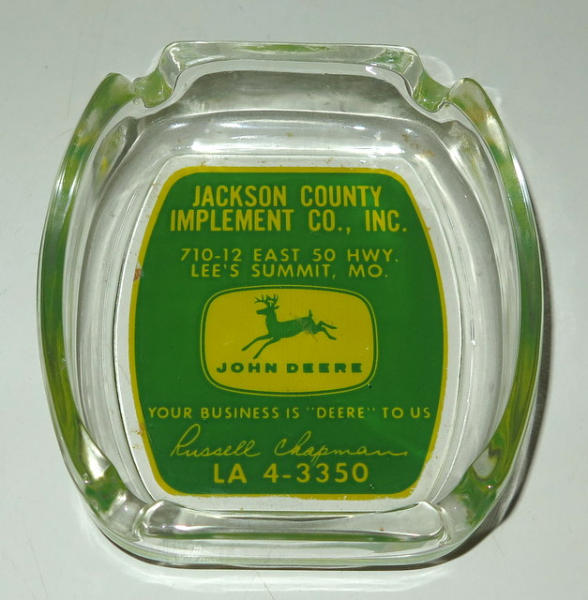 JACKSON COUNTY
IMPLEMENT CO., INC.
710-12 EAST 50 HWY.
LEE'S SUMMIT, MO.
JOHN DEERE
YOUR BUSINESS IS "DEERE" TO US
Russell Chapman
LA 4-3350